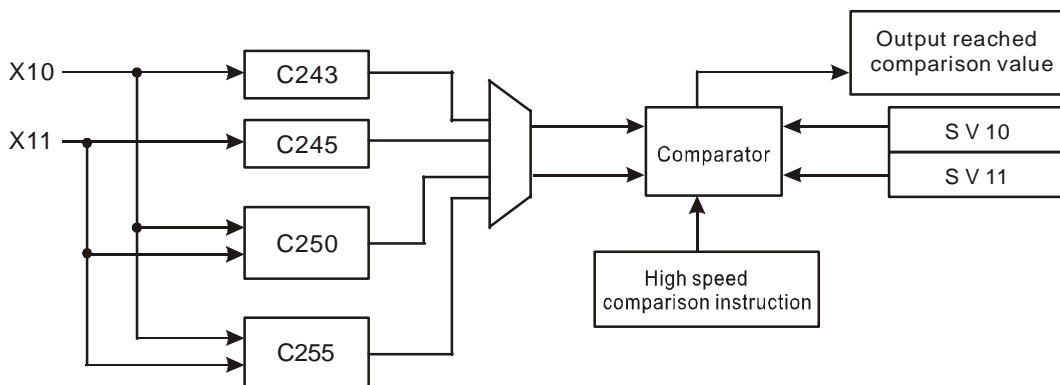 X10
C243
Output reached
comparison value
X11
C245
Comparator
S V 10
S V 11
C250
High speed
comparison instruction
C255